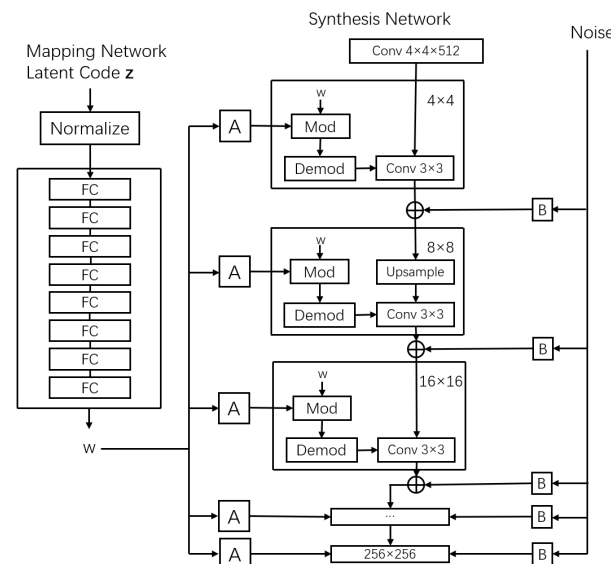 Synthesis Network
Noise
Mapping Network
Latent Code z
Conv 4×4×512
Normalize
w
4×4
A
Mod
Demod
Conv 3×3
FC
FC
FC
FC
FC
FC
FC
FC
B
w
8×8
A
Mod
Upsample
Demod
Conv 3×3
B
w
16×16
A
Mod
Demod
Conv 3×3
w
B
A
...
B
A
256×256
B